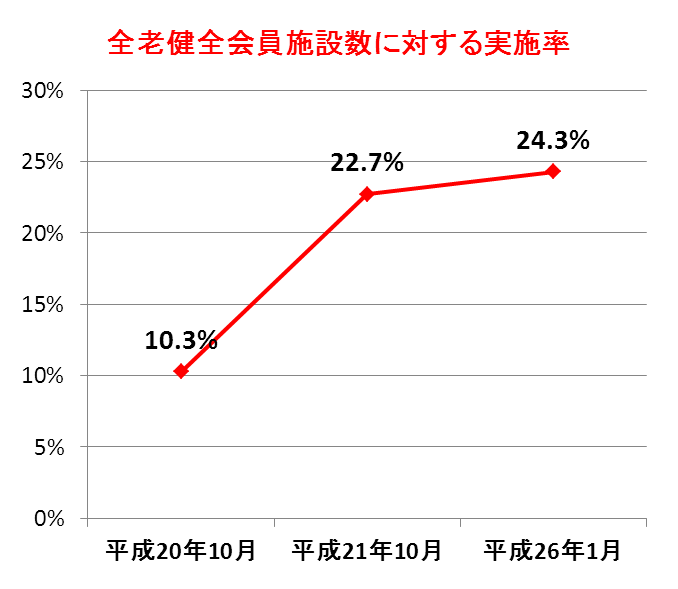 全老健全会員施設数に対する実施率
30%
25%
20%
15%
10%
5%
0%
24.3%
22.7%
10.3%
平成20年10月
平成21年10月
平成26年1月